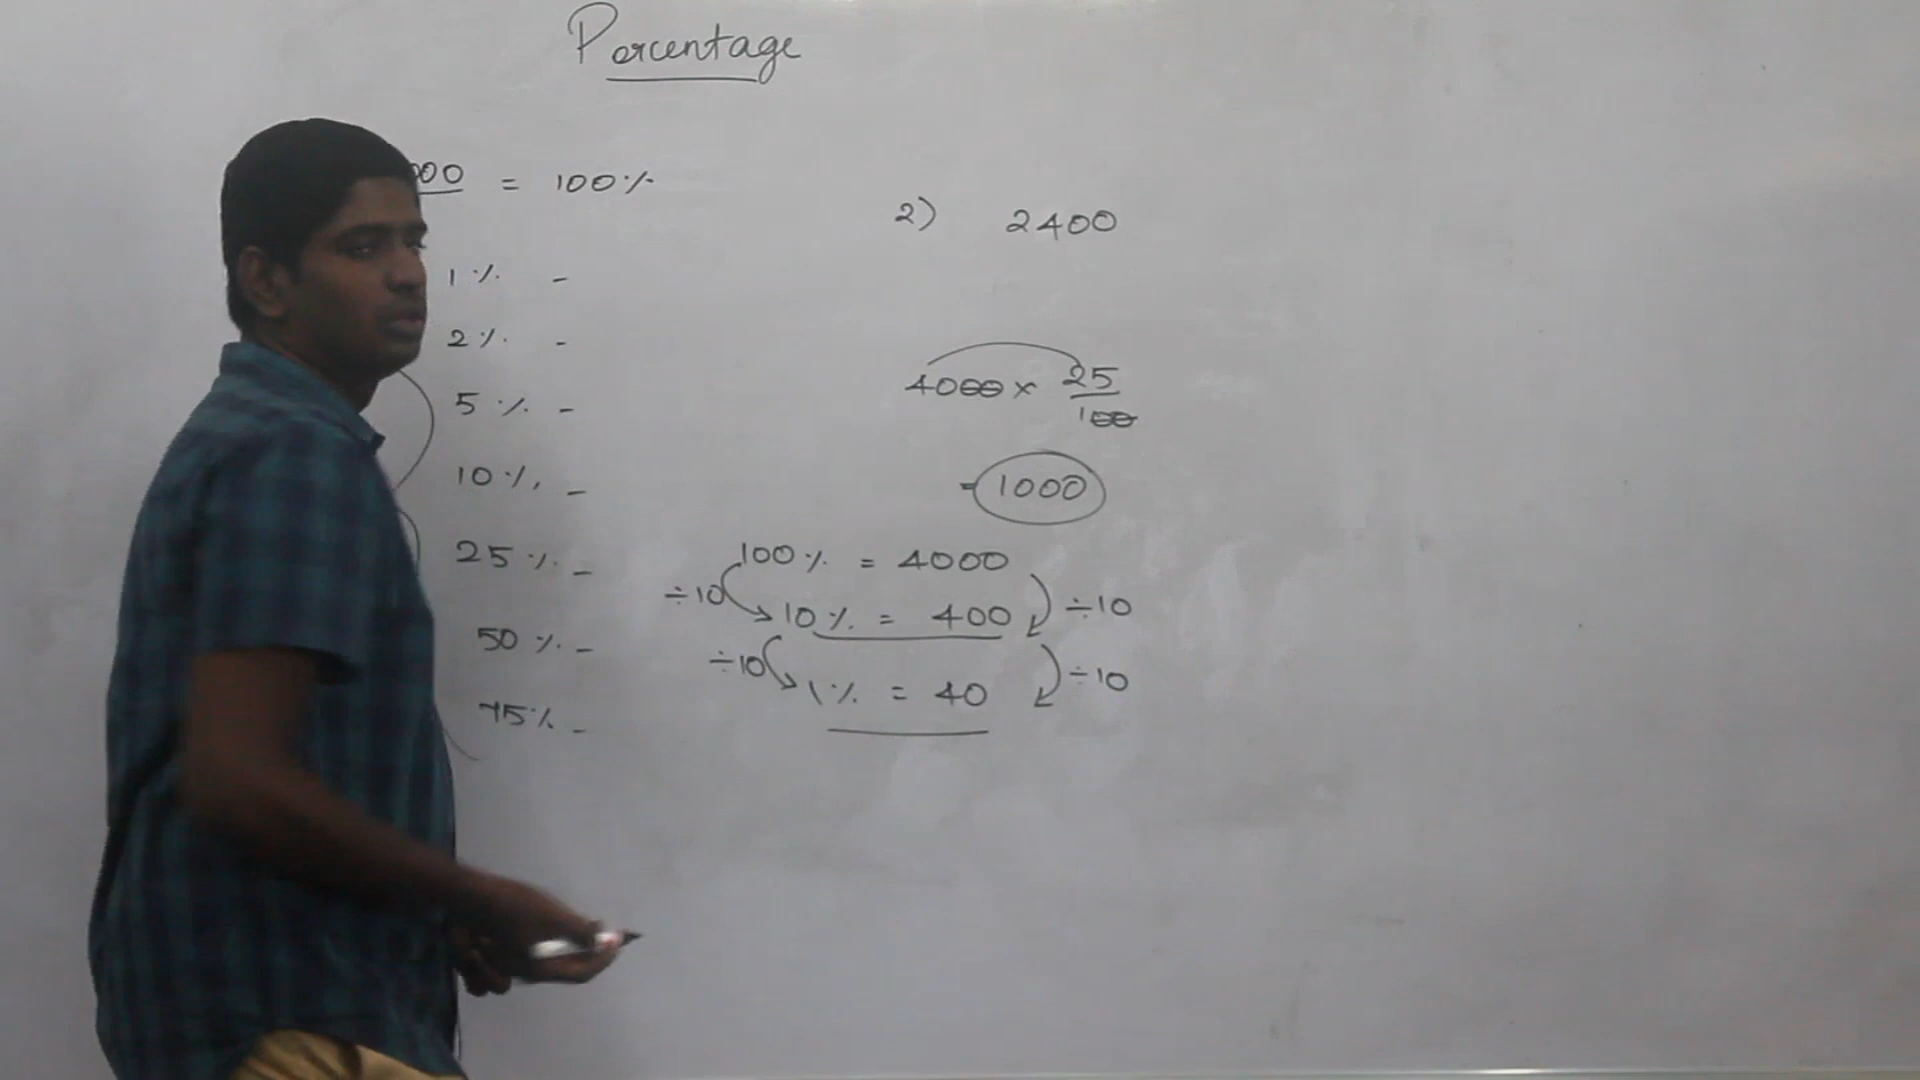 Percentage
000 = 100%
1% -
2% -
5% -
10% -
25% -
50% -
75% -
2) 2400
4000 × 25/100
= 1000
100% = 4000
÷10 10% = 400 ÷10
÷10 1% = 40 ÷10